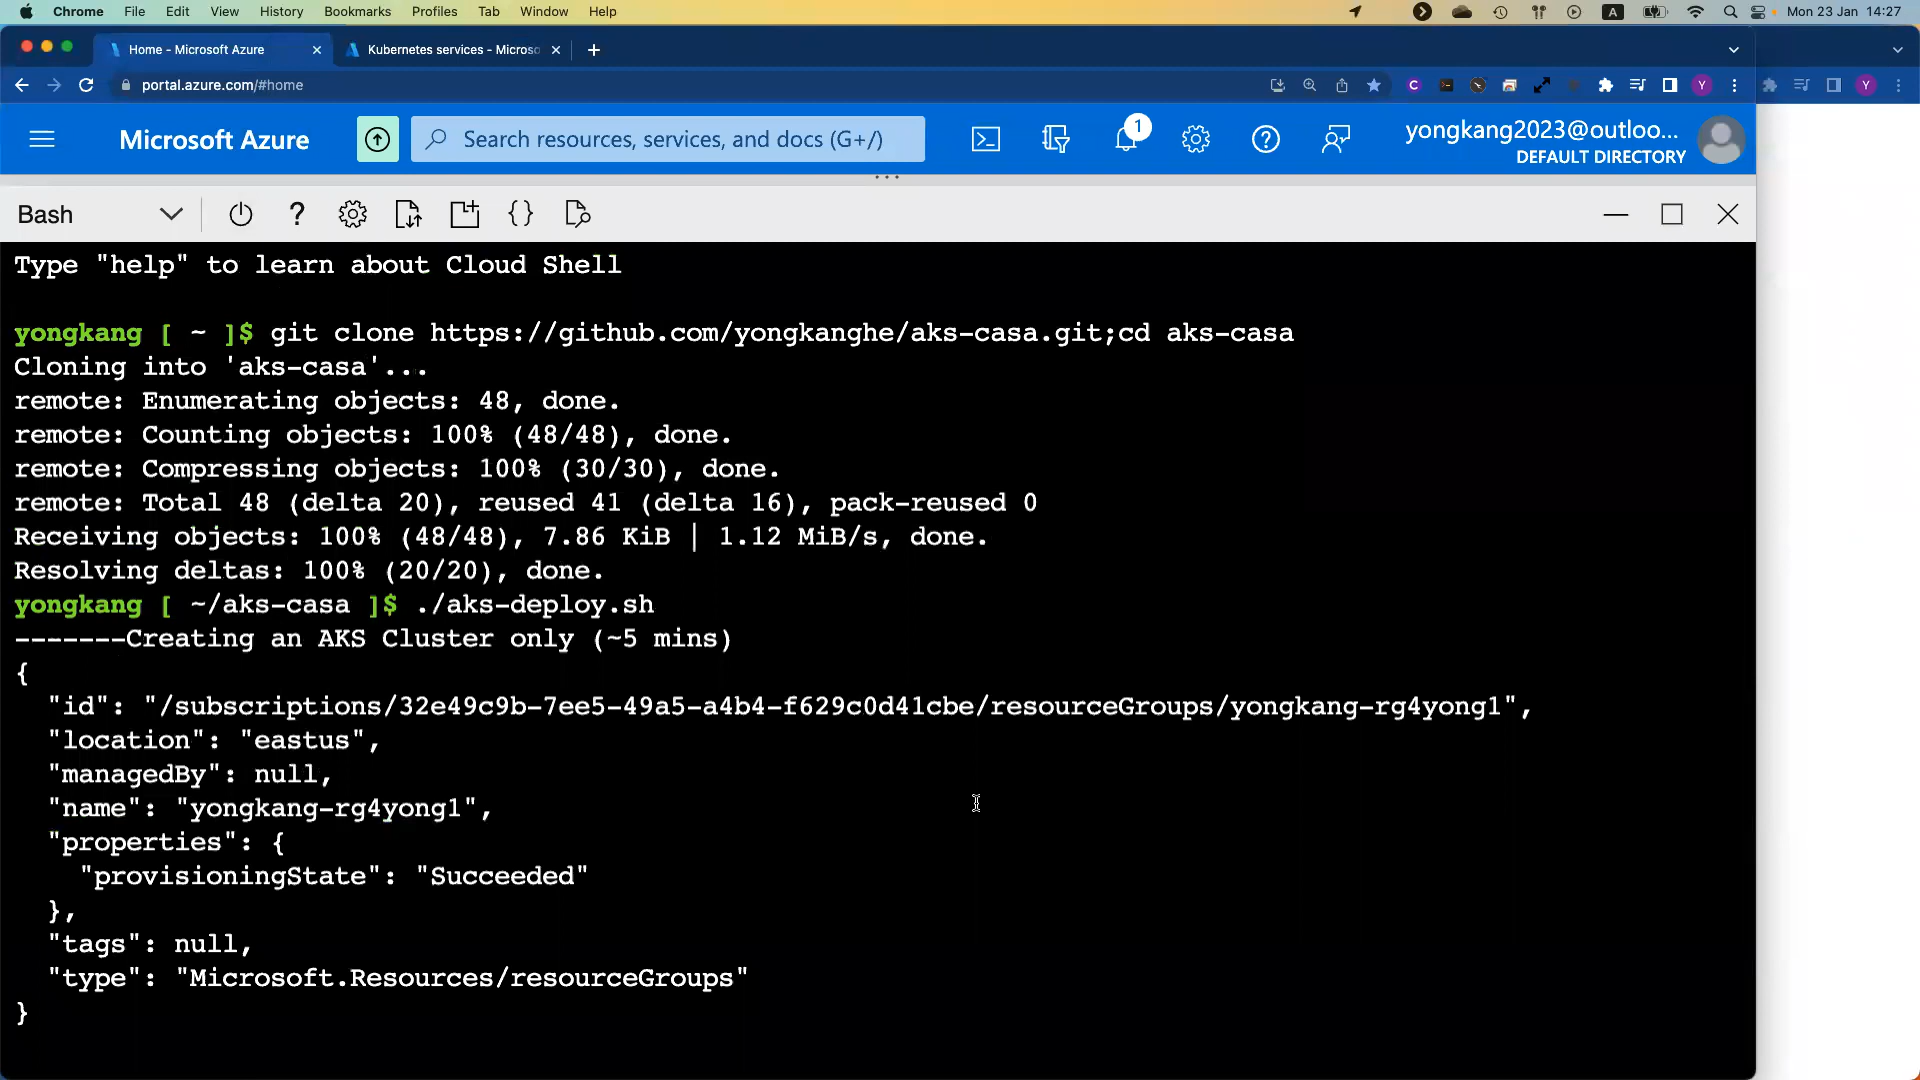 Chrome File Edit View History Bookmarks Profiles Tab Window Help A Mon 23 Jan 14:27
Home - Microsoft Azure Kubernetes services - Micros
portal.azure.com/#home Y Y
Microsoft Azure Search resources, services, and docs (G+/) 1 yongkang2023@outloo...
DEFAULT DIRECTORY
Bash
Type "help" to learn about Cloud Shell
yongkang [ ~ ]$ git clone https://github.com/yongkanghe/aks-casa.git;cd aks-casa
Cloning into 'aks-casa'...
remote: Enumerating objects: 48, done.
remote: Counting objects: 100% (48/48), done.
remote: Compressing objects: 100% (30/30), done.
remote: Total 48 (delta 20), reused 41 (delta 16), pack-reused 0
Receiving objects: 100% (48/48), 7.86 KiB | 1.12 MiB/s, done.
Resolving deltas: 100% (20/20), done.
yongkang [ ~/aks-casa ]$ ./aks-deploy.sh
-------Creating an AKS Cluster only (~5 mins)
{
  "id": "/subscriptions/32e49c9b-7ee5-49a5-a4b4-f629c0d41cbe/resourceGroups/yongkang-rg4yong1",
  "location": "eastus",
  "managedBy": null,
  "name": "yongkang-rg4yong1",
  "properties": {
    "provisioningState": "Succeeded"
  },
  "tags": null,
  "type": "Microsoft.Resources/resourceGroups"
}